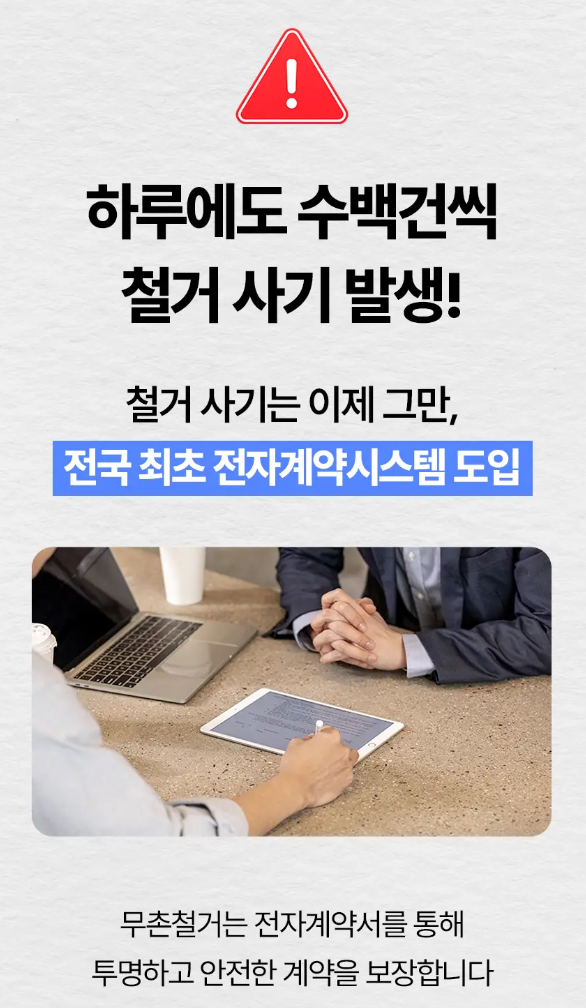 하루에도 수백건씩
철거 사기 발생!
철거 사기는 이제 그만,
전국 최초 전자계약시스템 도입
무촌철거는 전자계약서를 통해
투명하고 안전한 계약을 보장합니다